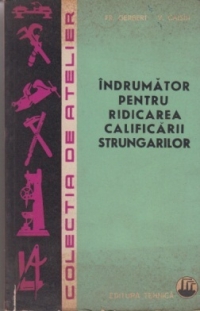 COLECȚIA DE ATELIER
ÎNDRUMĂTOR
PENTRU
RIDICAREA
CALIFICĂRII
STRUNGARILOR
EDITURA TEHNICĂ